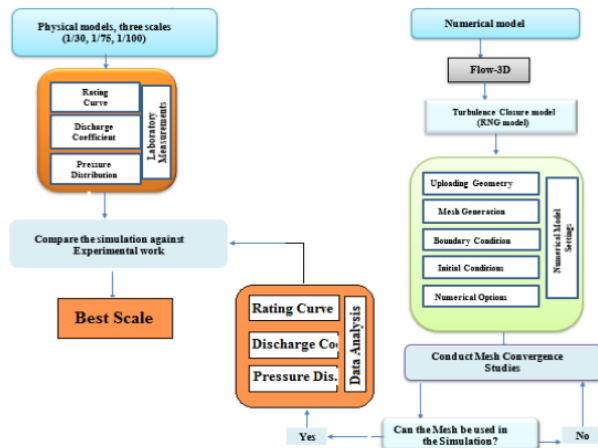 Physical models, three scales
(1/30, 1/75, 1/100)
Rating
Curve
Discharge
Coefficient
Pressure
Distribution
Laboratory
Measurements
Compare the simulation against
Experimental work
Best Scale
Numerical model
Flow-3D
Turbulence Closure model
(RNG model)
Uploading Geometry
Mesh Generation
Boundary Condition
Initial Conditions
Numerical Options
Numerical Model
Settings
Conduct Mesh Convergence
Studies
Can the Mesh be used in
the Simulation?
No
Yes
Rating Curve
Discharge Co
Pressure Dis.
Data Analysis